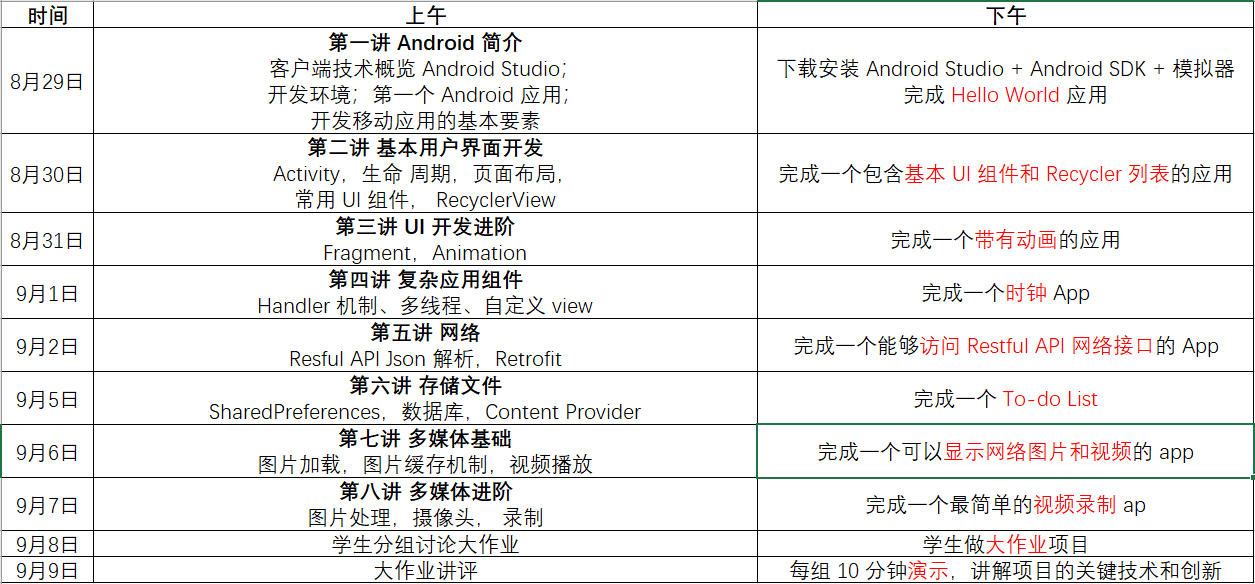 时间 上午 下午
8月29日
第一讲 Android 简介
客户端技术概览 Android Studio；
开发环境；第一个 Android 应用；
开发移动应用的基本要素
下载安装 Android Studio + Android SDK + 模拟器
完成 Hello World 应用
8月30日
第二讲 基本用户界面开发
Activity，生命 周期，页面布局，
常用 UI 组件， RecyclerView
完成一个包含基本 UI 组件和 Recycler 列表的应用
8月31日
第三讲 UI 开发进阶
Fragment，Animation
完成一个带有动画的应用
9月1日
第四讲 复杂应用组件
Handler 机制、多线程、自定义 view
完成一个时钟 App
9月2日
第五讲 网络
Resful API Json 解析，Retrofit
完成一个能够访问 Restful API 网络接口的 App
9月5日
第六讲 存储文件
SharedPreferences，数据库，Content Provider
完成一个 To-do List
9月6日
第七讲 多媒体基础
图片加载，图片缓存机制，视频播放
完成一个可以显示网络图片和视频的 app
9月7日
第八讲 多媒体进阶
图片处理，摄像头， 录制
完成一个最简单的视频录制 ap
9月8日 学生分组讨论大作业 学生做大作业项目
9月9日 大作业讲评 每组 10 分钟演示，讲解项目的关键技术和创新